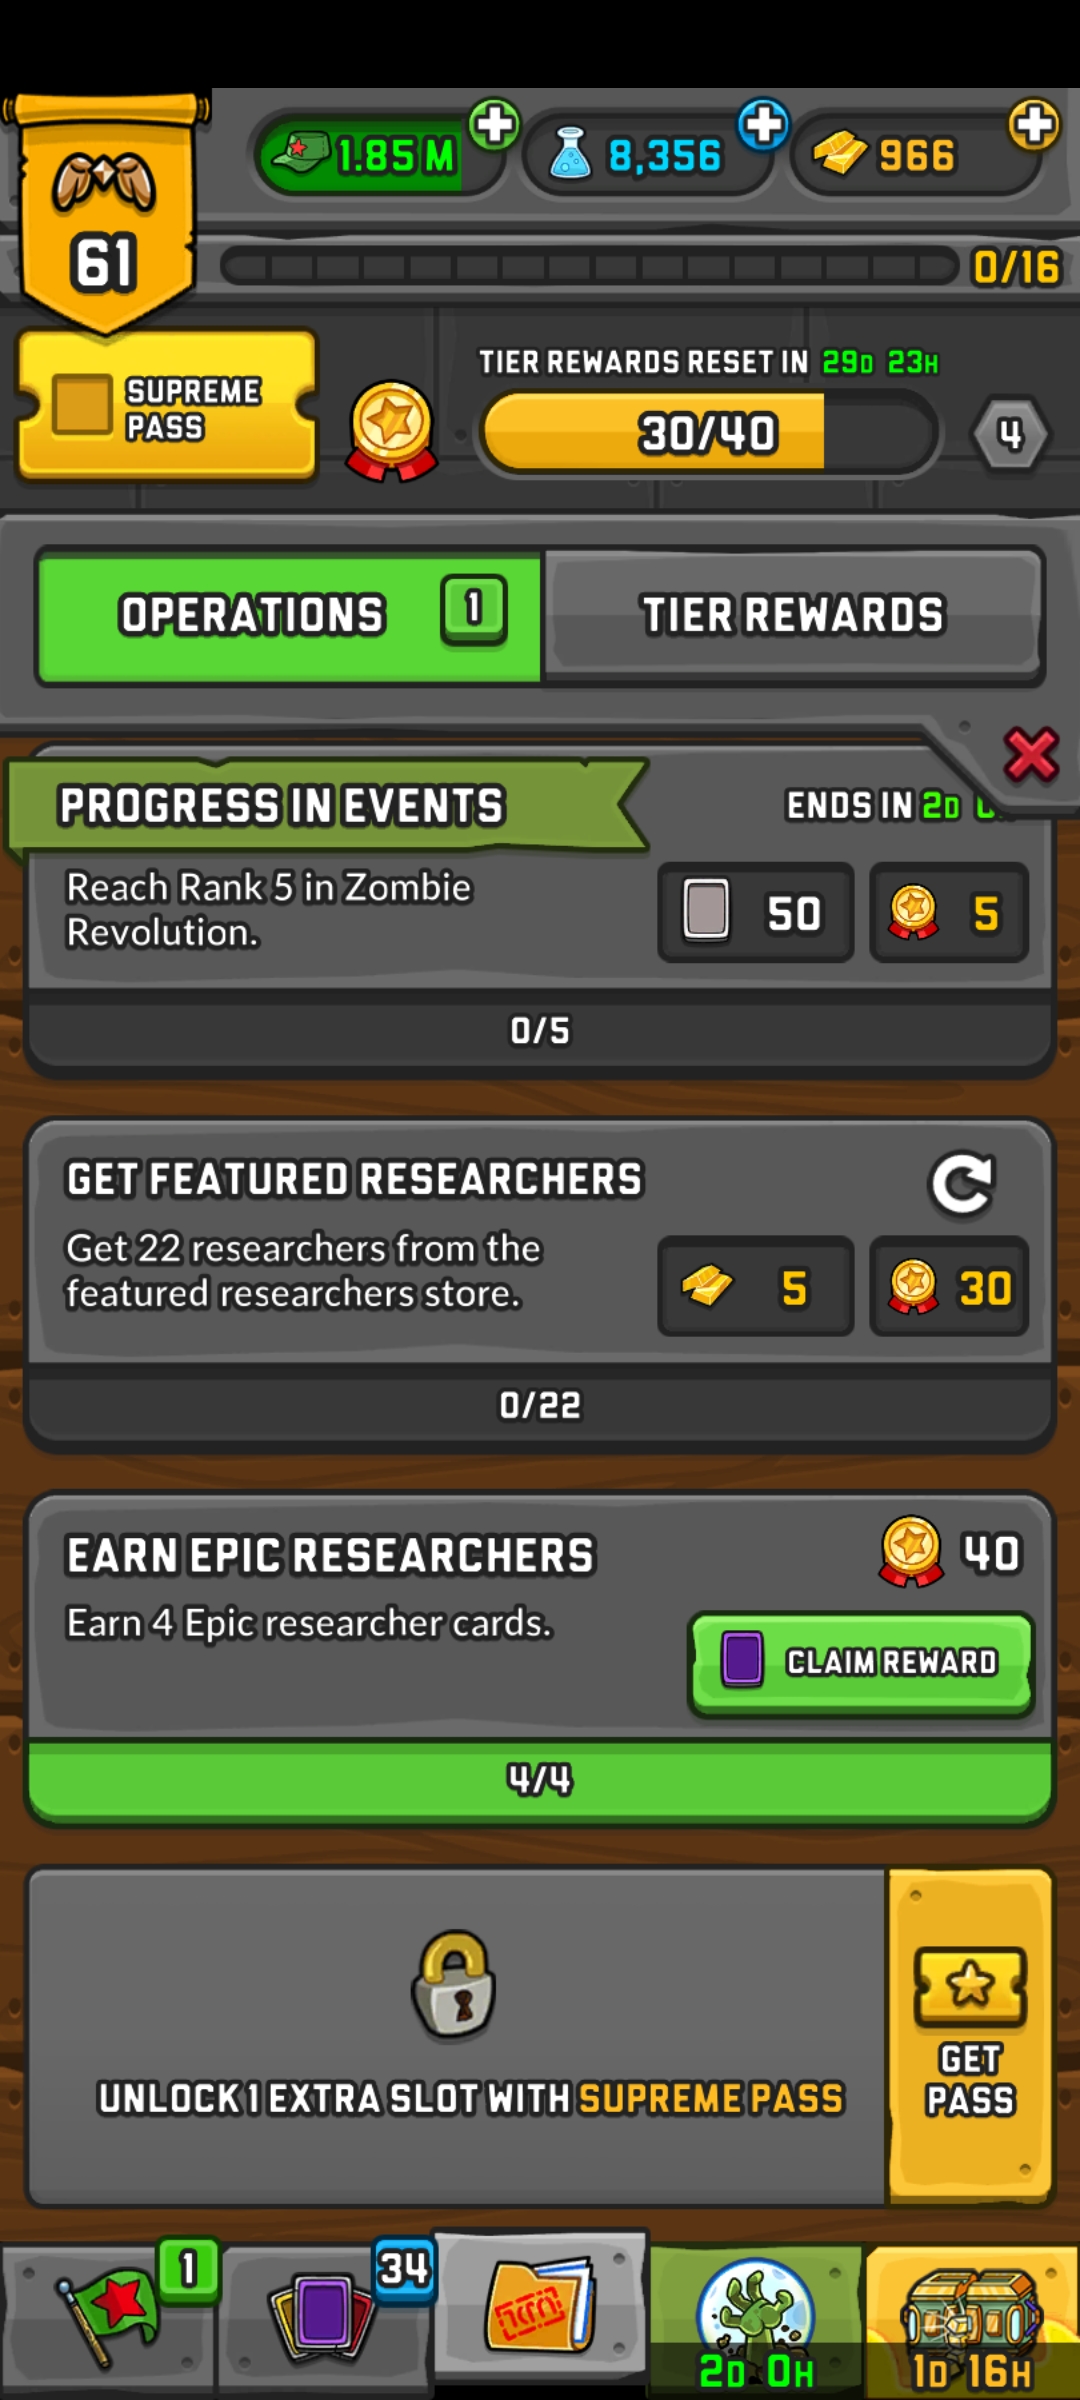 1.85 M
8,356
966
61
0/16
SUPREME
PASS
TIER REWARDS RESET IN 29D 23H
30/40
4
OPERATIONS 1
TIER REWARDS
PROGRESS IN EVENTS
ENDS IN 2D
Reach Rank 5 in Zombie
Revolution.
50
5
0/5
GET FEATURED RESEARCHERS
Get 22 researchers from the
featured researchers store.
5
30
0/22
EARN EPIC RESEARCHERS
40
Earn 4 Epic researcher cards.
CLAIM REWARD
4/4
UNLOCK 1 EXTRA SLOT WITH SUPREME PASS
GET
PASS
1
34
2D 0H
1D 16H